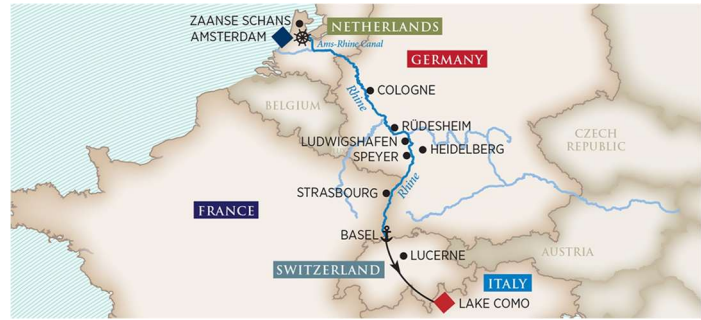 ZAANSE SCHANS
NETHERLANDS
AMSTERDAM
Ams-Rhine Canal
GERMANY
COLOGNE
Rhine
BELGIUM
RÜDESHEIM
LUDWIGSHAFEN
HEIDELBERG
SPEYER
CZECH
REPUBLIC
STRASBOURG
Rhine
FRANCE
BASEL
LUCERNE
AUSTRIA
SWITZERLAND
ITALY
LAKE COMO